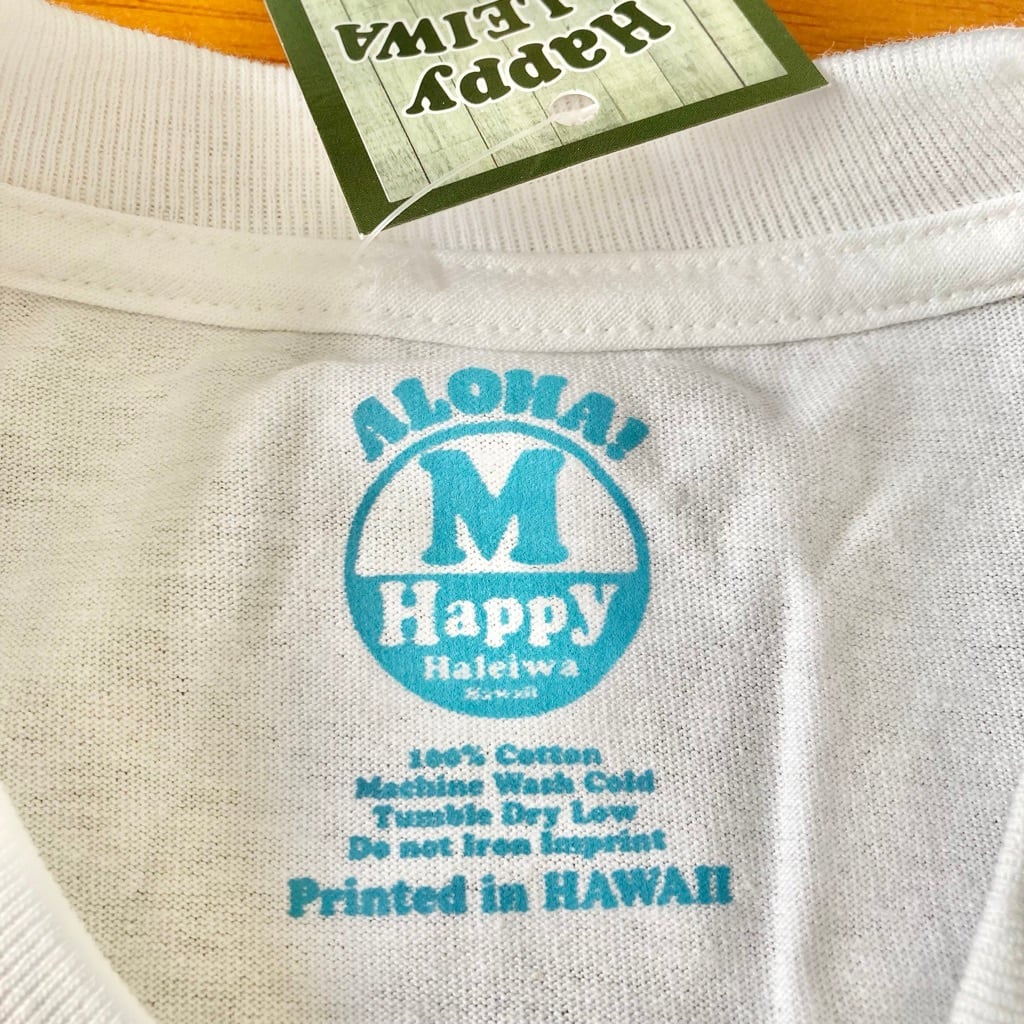 Happy
LEIWA
ALOHA!
M
Happy
Haleiwa
Hawaii
100% Cotton
Machine Wash Cold
Tumble Dry Low
Do not Iron Imprint
Printed in HAWAII